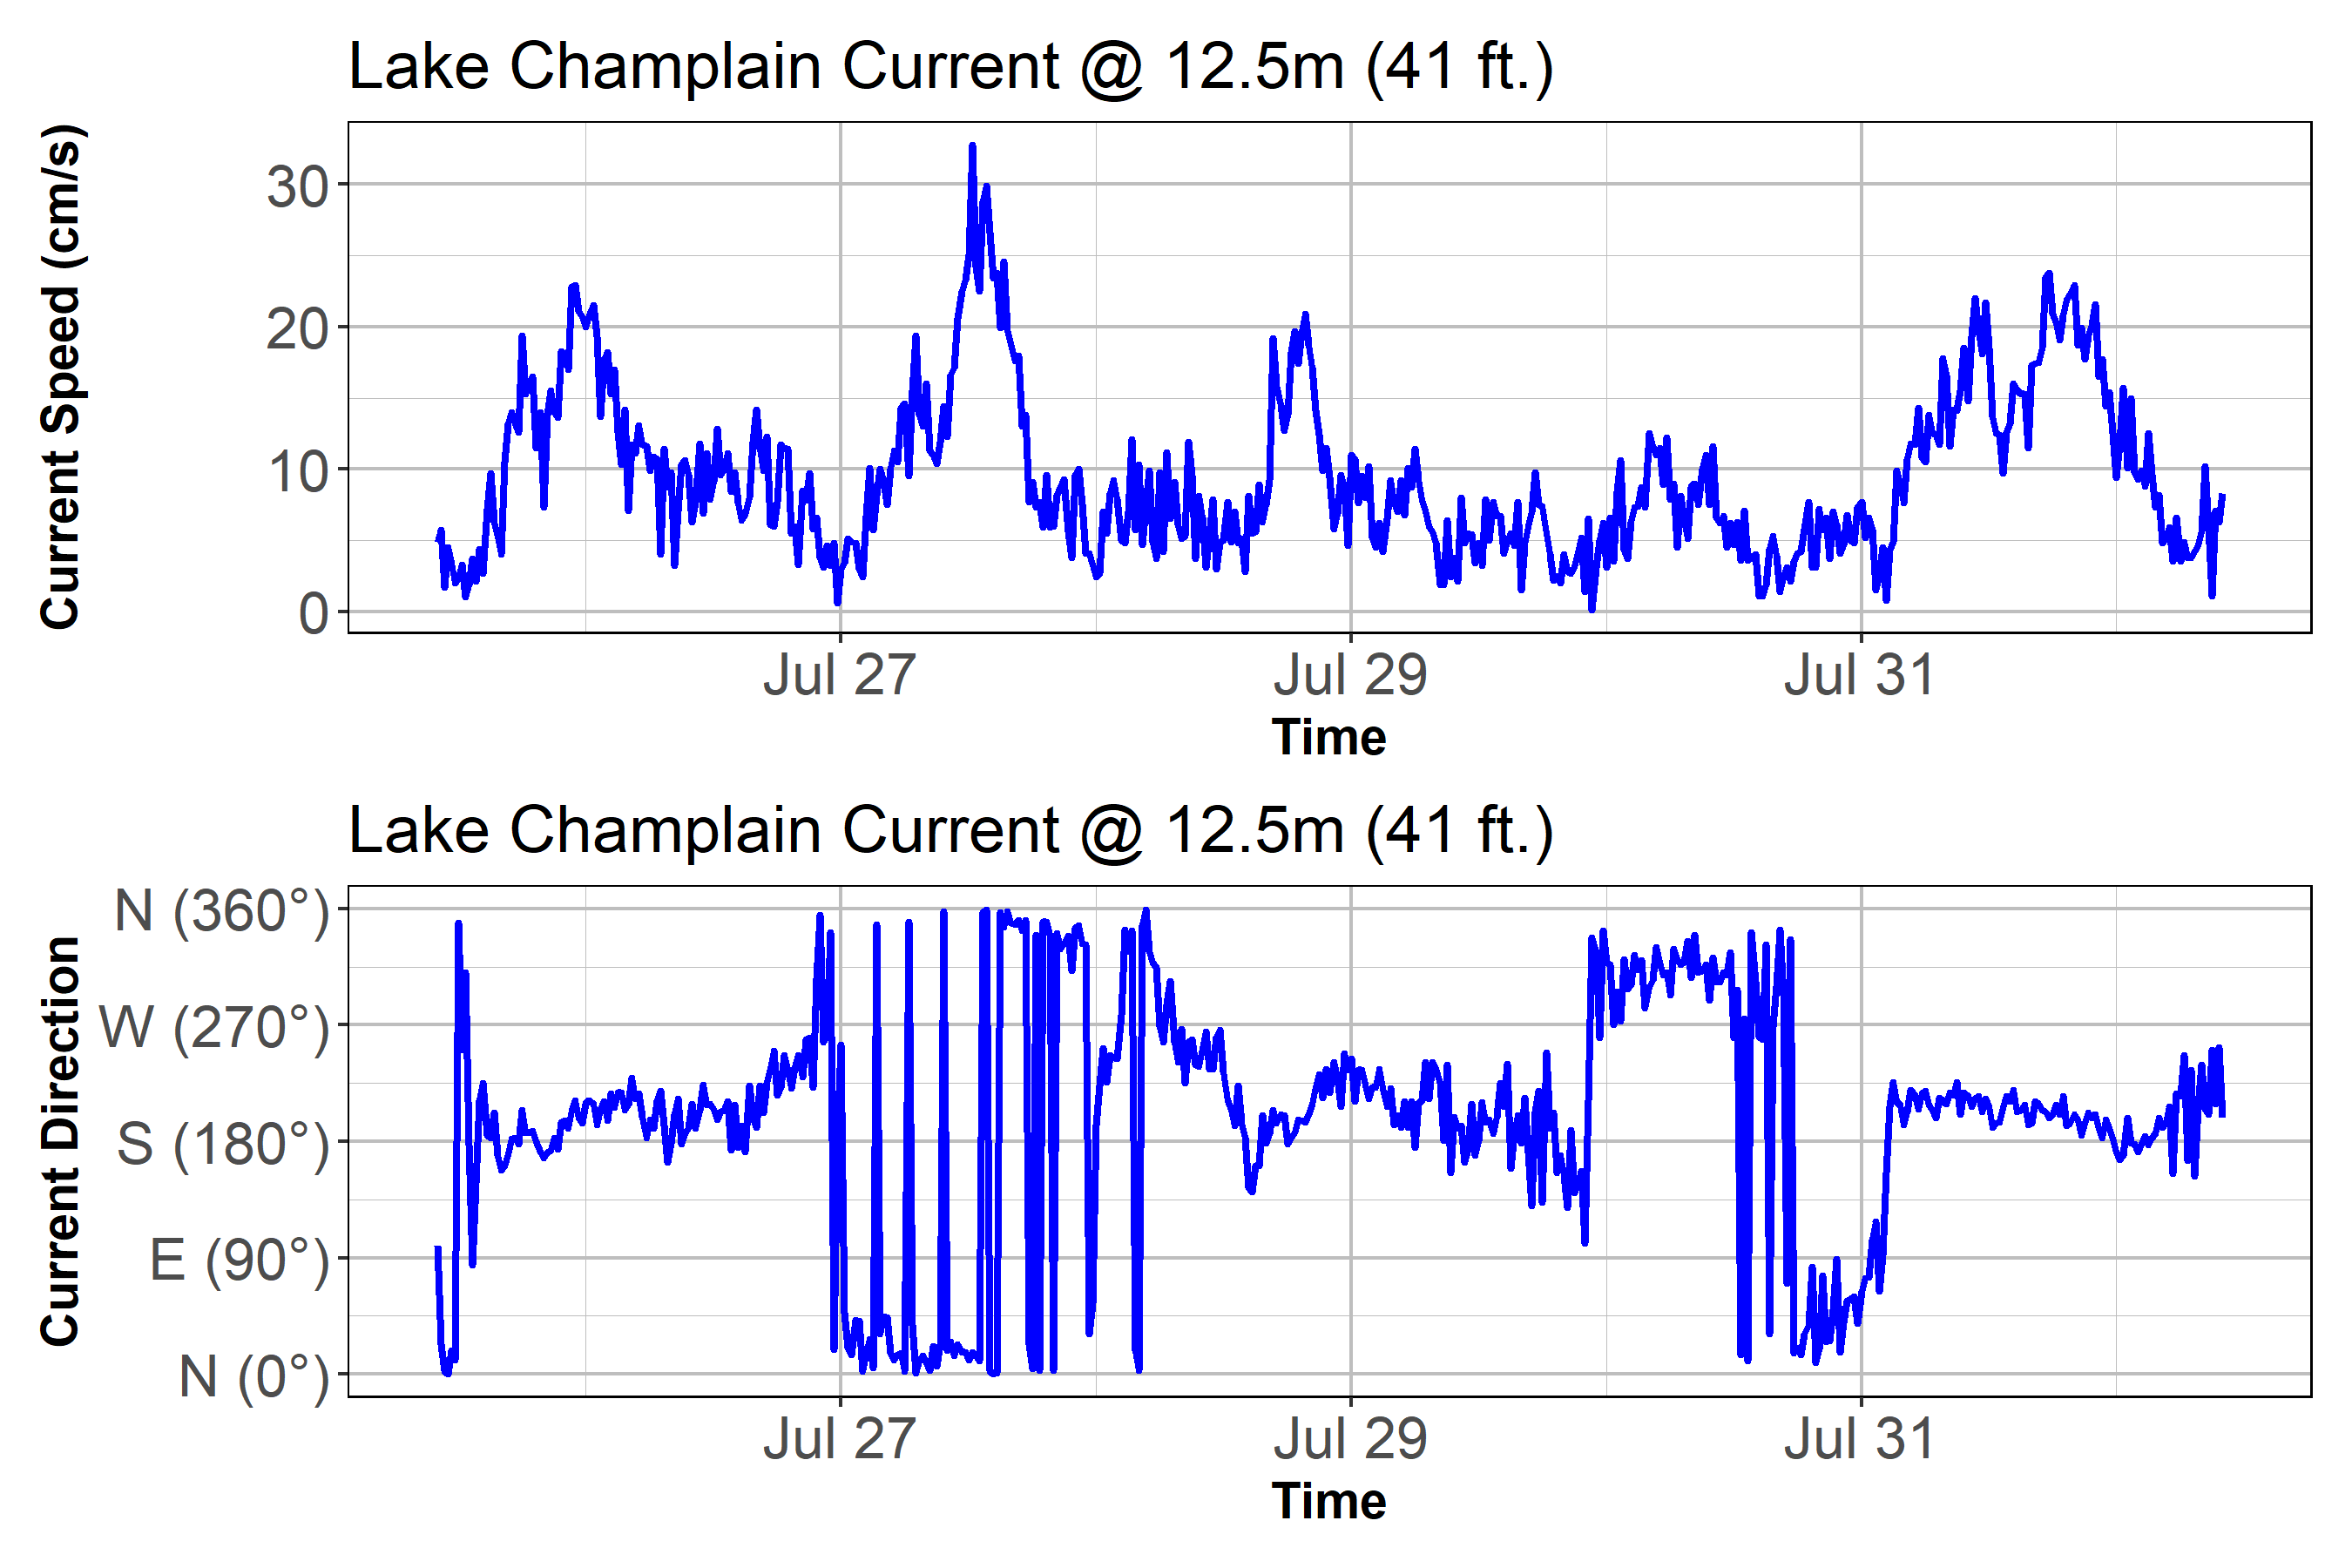 Lake Champlain Current @ 12.5m (41 ft.)
Current Speed (cm/s)
30
20
10
0
Jul 27 Jul 29 Jul 31
Time
Lake Champlain Current @ 12.5m (41 ft.)
Current Direction
N (360°)
W (270°)
S (180°)
E (90°)
N (0°)
Jul 27 Jul 29 Jul 31
Time